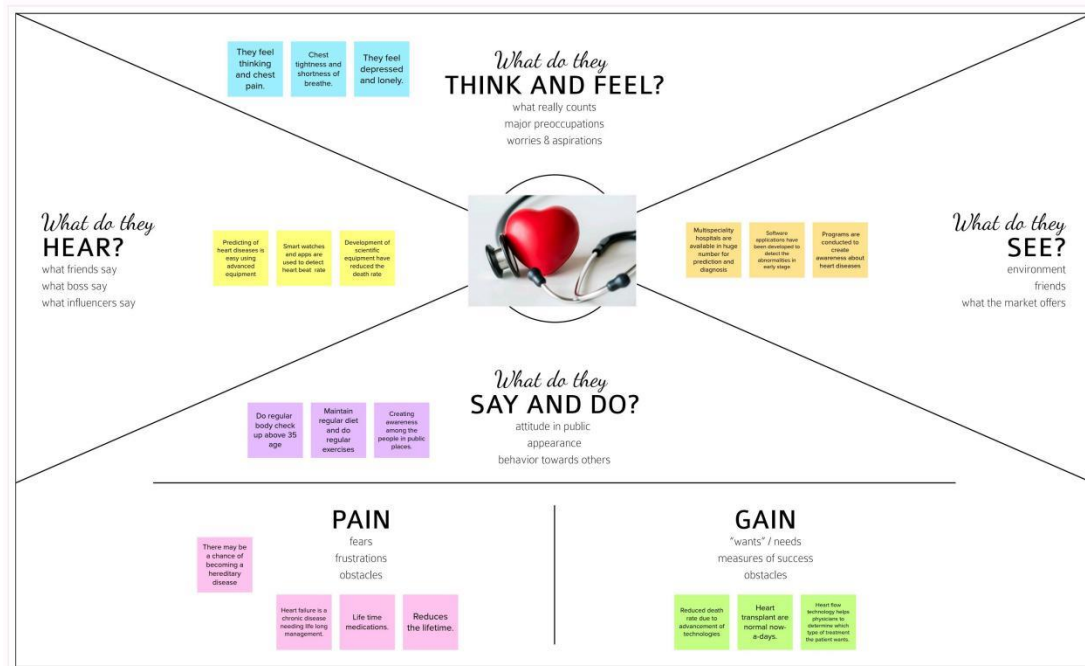 They feel
thinking
and chest
pain.
Chest
tightness and
shortness of
breathe.
They feel
depressed
and lonely.
What do they
THINK AND FEEL?
what really counts
major preoccupations
worries & aspirations
What do they
HEAR?
what friends say
what boss say
what influencers say
Predicting of
heart diseases is
easy using
advanced
equipment
Smart watches
and apps are
used to detect
heart beat rate
Development of
scientific
equipment have
reduced the
death rate
Multispeciality
hospitals are
available in huge
number for
prediction and
diagnosis
Software
applications have
been developed to
detect the
abnormalities in
early stage
Programs are
conducted to
create
awareness about
heart diseases
What do they
SEE?
environment
friends
what the market offers
What do they
SAY AND DO?
attitude in public
appearance
behavior towards others
Do regular
body check
up above 35
age
Maintain
regular diet
and do
regular
exercises
Creating
awareness
among the
people in public
places.
PAIN
fears
frustrations
obstacles
There may be
a chance of
becoming a
hereditary
disease
Heart failure is a
chronic disease
needing life long
management.
Life time
medications.
Reduces
the lifetime.
GAIN
"wants" / needs
measures of success
obstacles
Reduced death
rate due to
advancement of
technologies
Heart
transplant are
normal now-
a-days.
Heart flow
technology helps
physicians to
determine which
type of treatment
the patient wants.